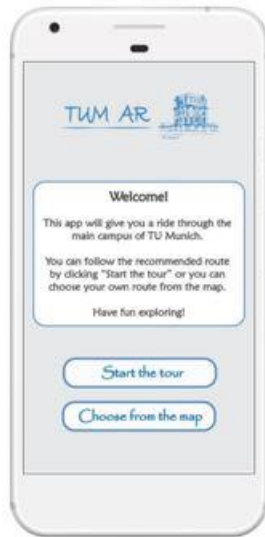 TUM AR
Welcome!
This app will give you a ride through the
main campus of TU Munich.
You can follow the recommended route
by clicking "Start the tour" or you can
choose your own route from the map.
Have fun exploring!
Start the tour
Choose from the map